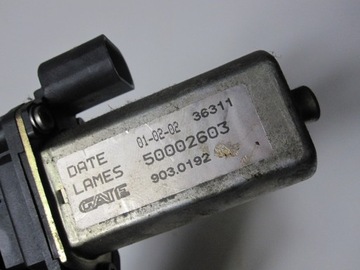 DATE 01-02-02 36311
LAMES 50002603
GATE 903.0192